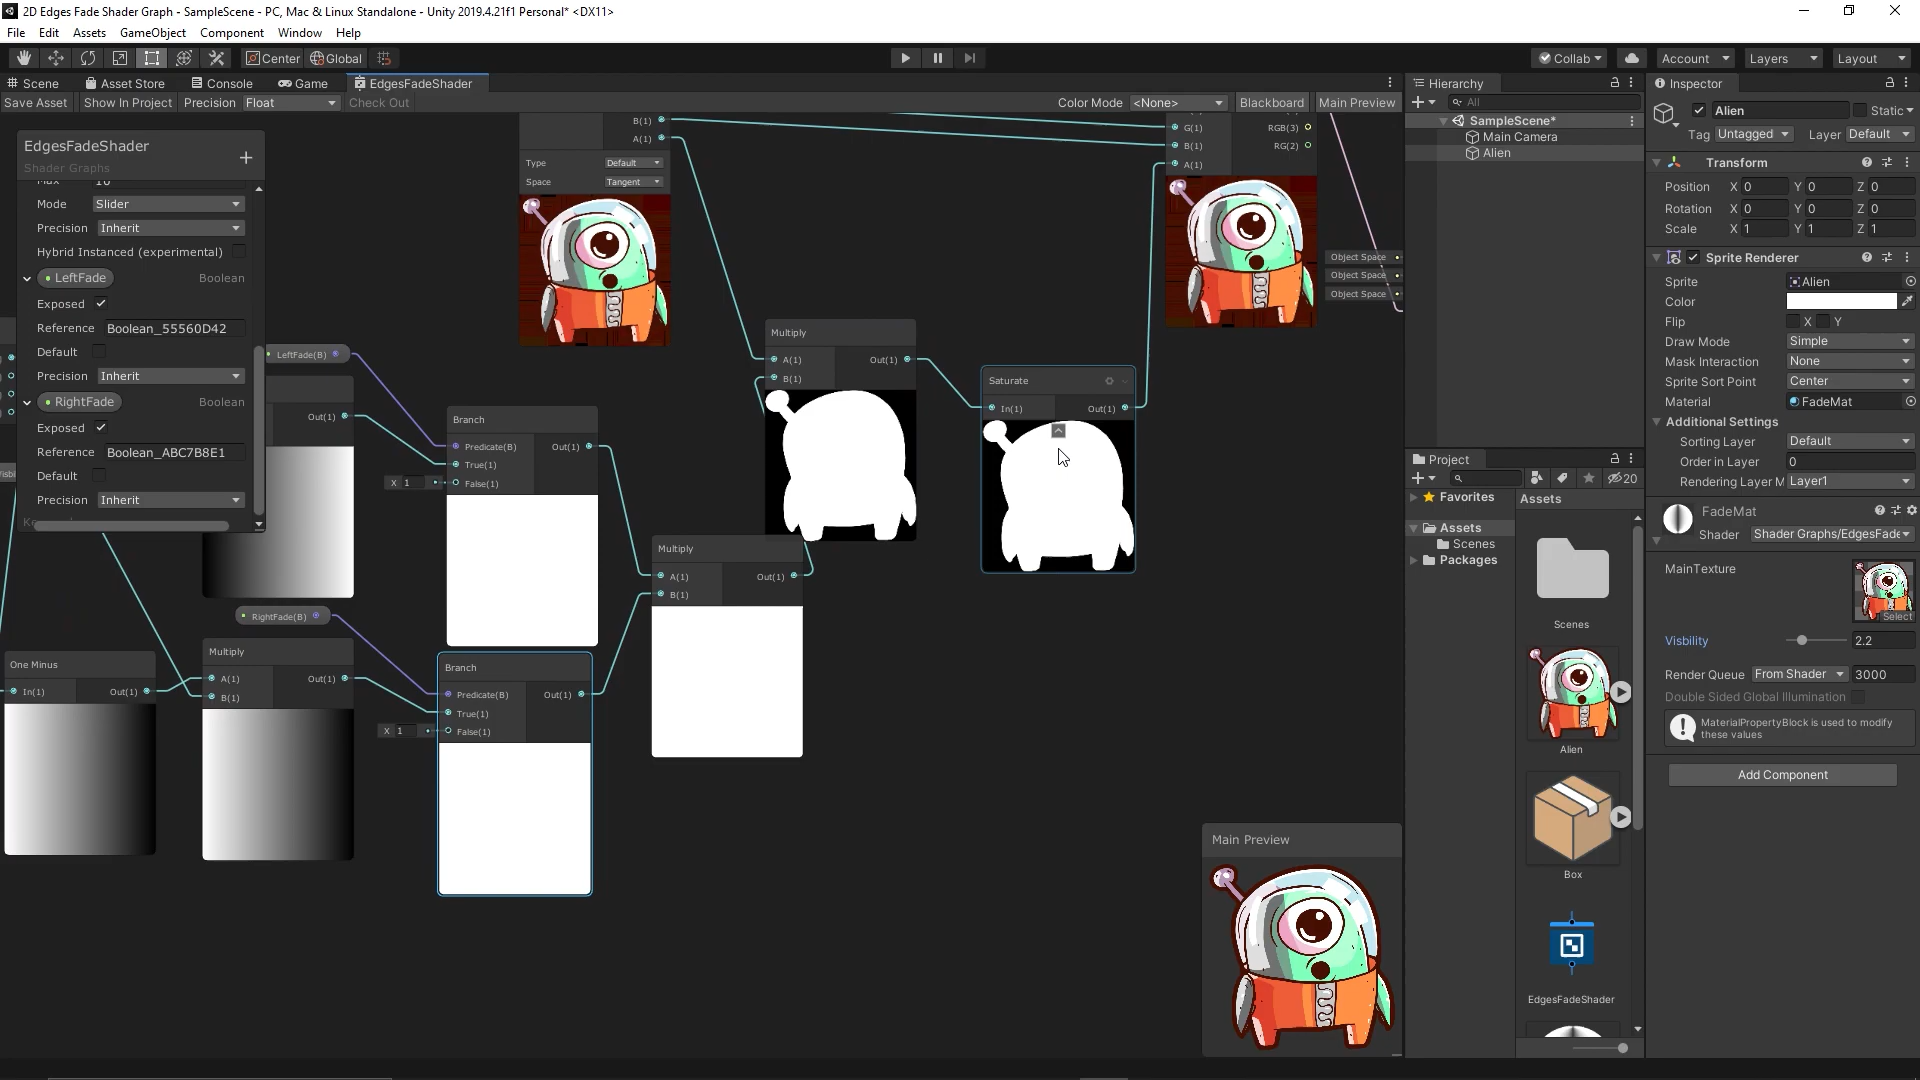 2D Edges Fade Shader Graph - SampleScene - PC, Mac & Linux Standalone - Unity 2019.4.21f1 Personal* <DX11>
File Edit Assets GameObject Component Window Help
Center Global Collab Account Layers Layout
Scene Asset Store Console Game EdgesFadeShader
Save Asset Show In Project Precision Float Check Out Color Mode <None> Blackboard Main Preview
EdgesFadeShader
Shader Graphs
Max 10
Mode Slider
Precision Inherit
Hybrid Instanced (experimental)
LeftFade Boolean
Exposed
Reference Boolean_55560D42
Default
Precision Inherit
RightFade Boolean
Exposed
Reference Boolean_ABC7B8E1
Default
Precision Inherit
B(1)
A(1)
Type Default
Space Tangent
G(1) RGB(3)
B(1) RG(2)
A(1)
Object Space
Object Space
Object Space
LeftFade(B)
Out(1)
Branch
Predicate(B) Out(1)
True(1)
X 1 False(1)
Multiply
A(1) Out(1)
B(1)
Saturate
In(1) Out(1)
Multiply
A(1) Out(1)
B(1)
RightFade(B)
One Minus
In(1) Out(1)
Multiply
A(1) Out(1)
B(1)
Branch
Predicate(B) Out(1)
True(1)
X 1 False(1)
Main Preview
Hierarchy
All
SampleScene*
Main Camera
Alien
Project
20
Favorites
Assets
Scenes
Packages
Assets
Scenes
Alien
Box
EdgesFadeShader
Inspector
Alien Static
Tag Untagged Layer Default
Transform
Position X 0 Y 0 Z 0
Rotation X 0 Y 0 Z 0
Scale X 1 Y 1 Z 1
Sprite Renderer
Sprite Alien
Color
Flip X Y
Draw Mode Simple
Mask Interaction None
Sprite Sort Point Center
Material FadeMat
Additional Settings
Sorting Layer Default
Order in Layer 0
Rendering Layer M Layer1
FadeMat
Shader Shader Graphs/EdgesFade
MainTexture
Select
Visbility 2.2
Render Queue From Shader 3000
Double Sided Global Illumination
MaterialPropertyBlock is used to modify
these values
Add Component